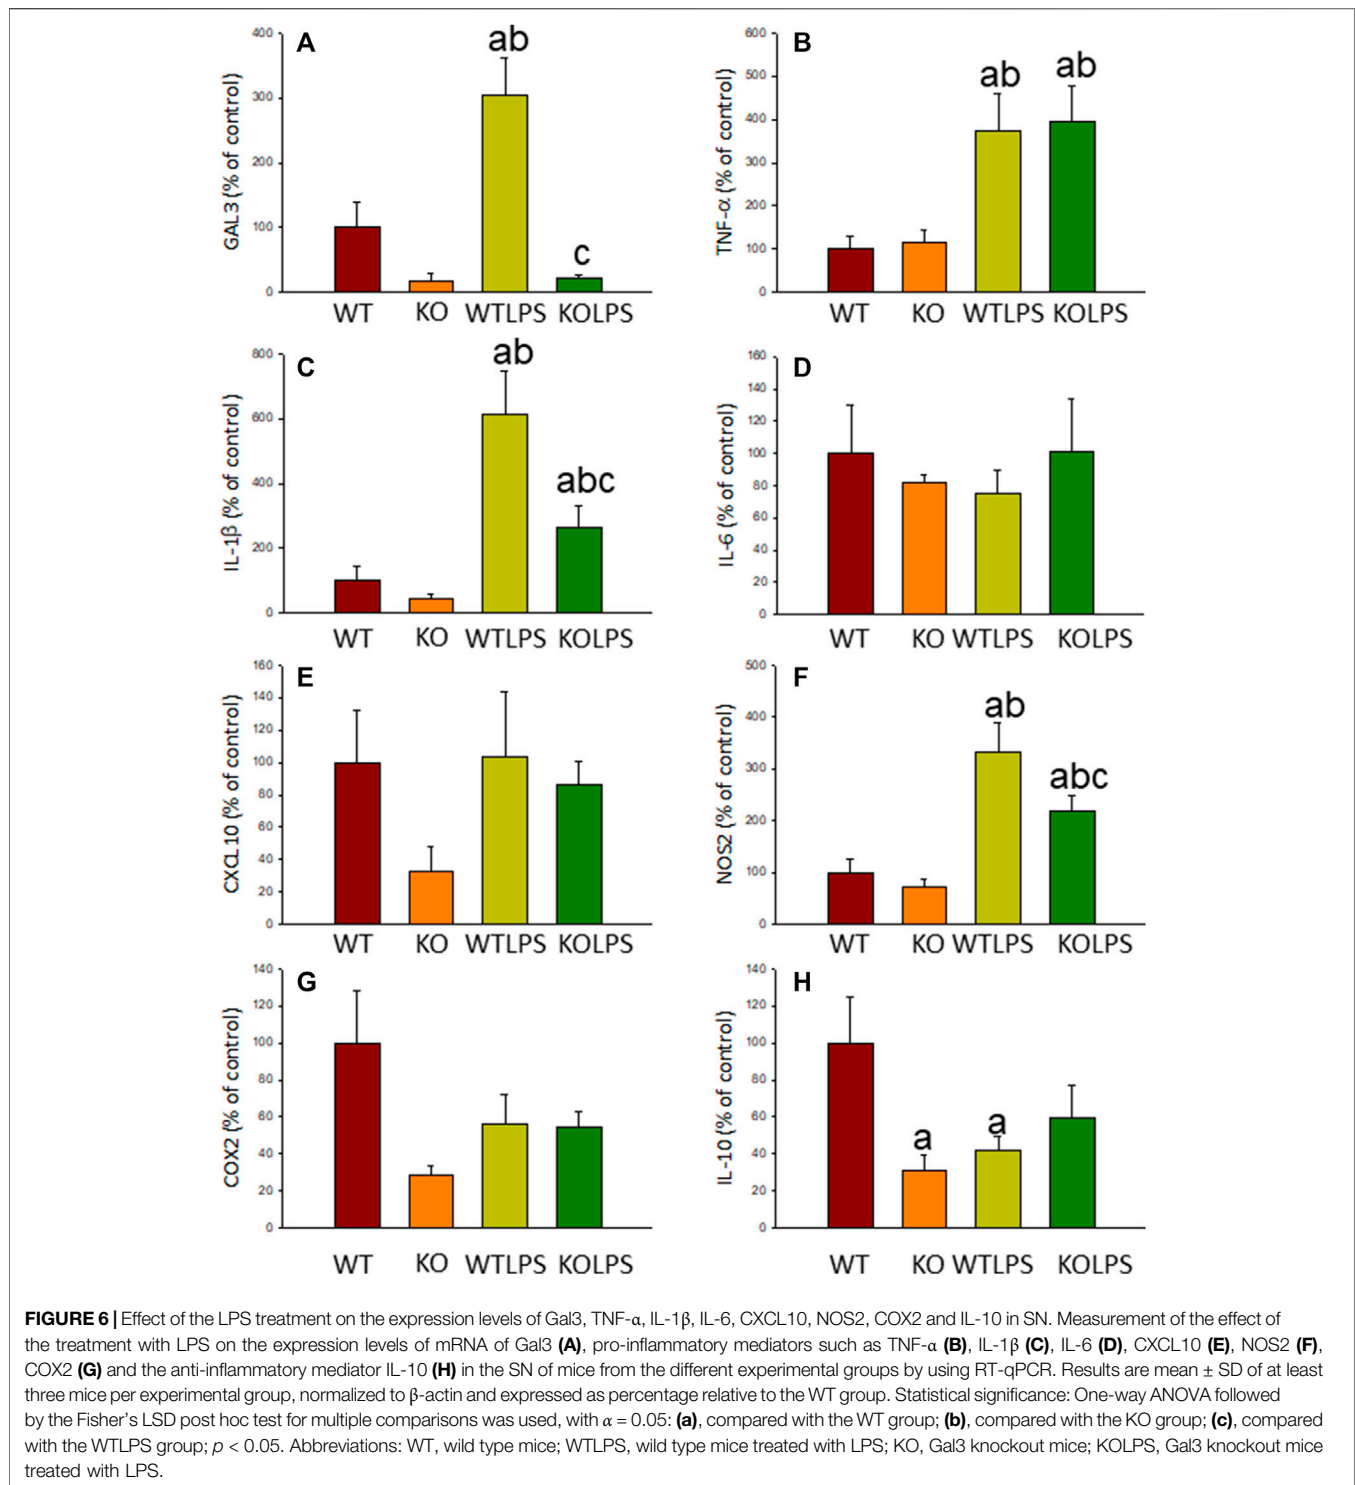 A
ab
400
300
200
100
0
GAL3 (% of control)
c
WT KO WTLPS KOLPS
B
ab ab
600
500
400
300
200
100
0
TNF-α (% of control)
WT KO WTLPS KOLPS
C
ab
800
600
400
200
0
IL-1β (% of control)
abc
WT KO WTLPS KOLPS
D
160
140
120
100
80
60
40
20
0
IL-6 (% of control)
WT KO WTLPS KOLPS
E
160
140
120
100
80
60
40
20
0
CXCL10 (% of control)
WT KO WTLPS KOLPS
F
500
400
300
200
100
0
NOS2 (% of control)
ab
abc
WT KO WTLPS KOLPS
G
140
120
100
80
60
40
20
0
COX2 (% of control)
WT KO WTLPS KOLPS
H
140
120
100
80
60
40
20
0
IL-10 (% of control)
a a
WT KO WTLPS KOLPS
FIGURE 6 | Effect of the LPS treatment on the expression levels of Gal3, TNF-α, IL-1β, IL-6, CXCL10, NOS2, COX2 and IL-10 in SN. Measurement of the effect of
the treatment with LPS on the expression levels of mRNA of Gal3 (A), pro-inflammatory mediators such as TNF-α (B), IL-1β (C), IL-6 (D), CXCL10 (E), NOS2 (F),
COX2 (G) and the anti-inflammatory mediator IL-10 (H) in the SN of mice from the different experimental groups by using RT-qPCR. Results are mean ± SD of at least
three mice per experimental group, normalized to β-actin and expressed as percentage relative to the WT group. Statistical significance: One-way ANOVA followed
by the Fisher's LSD post hoc test for multiple comparisons was used, with α = 0.05: (a), compared with the WT group; (b), compared with the KO group; (c), compared
with the WTLPS group; p < 0.05. Abbreviations: WT, wild type mice; WTLPS, wild type mice treated with LPS; KO, Gal3 knockout mice; KOLPS, Gal3 knockout mice
treated with LPS.